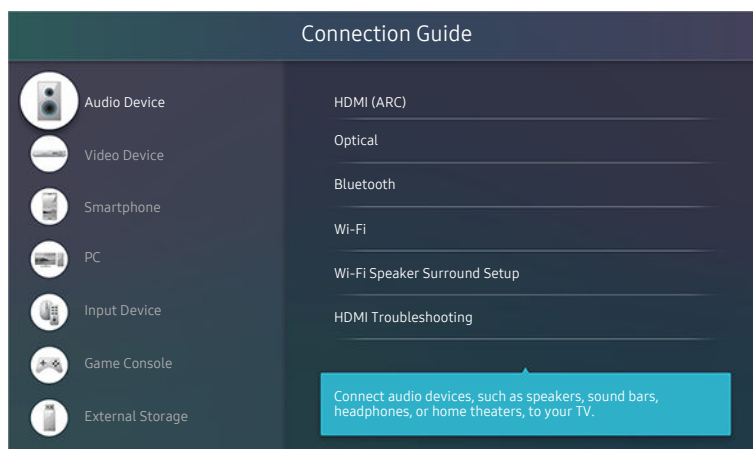 Connection Guide
Audio Device
Video Device
Smartphone
PC
Input Device
Game Console
External Storage
HDMI (ARC)
Optical
Bluetooth
Wi-Fi
Wi-Fi Speaker Surround Setup
HDMI Troubleshooting
Connect audio devices, such as speakers, sound bars,
headphones, or home theaters, to your TV.